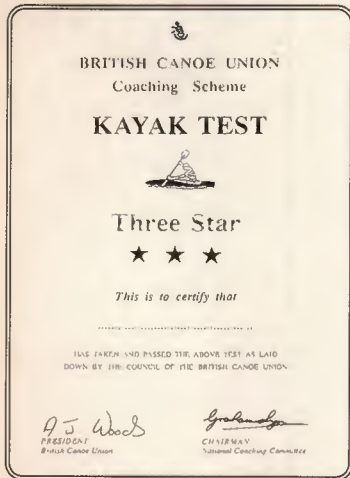 BRITISH CANOE UNION
Coaching Scheme
KAYAK TEST
Three Star
This is to certify that
HAS TAKEN AND PASSED THE ABOVE TEST AS LAID
DOWN BY THE COUNCIL OF THE BRITISH CANOE UNION
A J. Woods
PRESIDENT
British Canoe Union
CHAIRMAN
National Coaching Committee